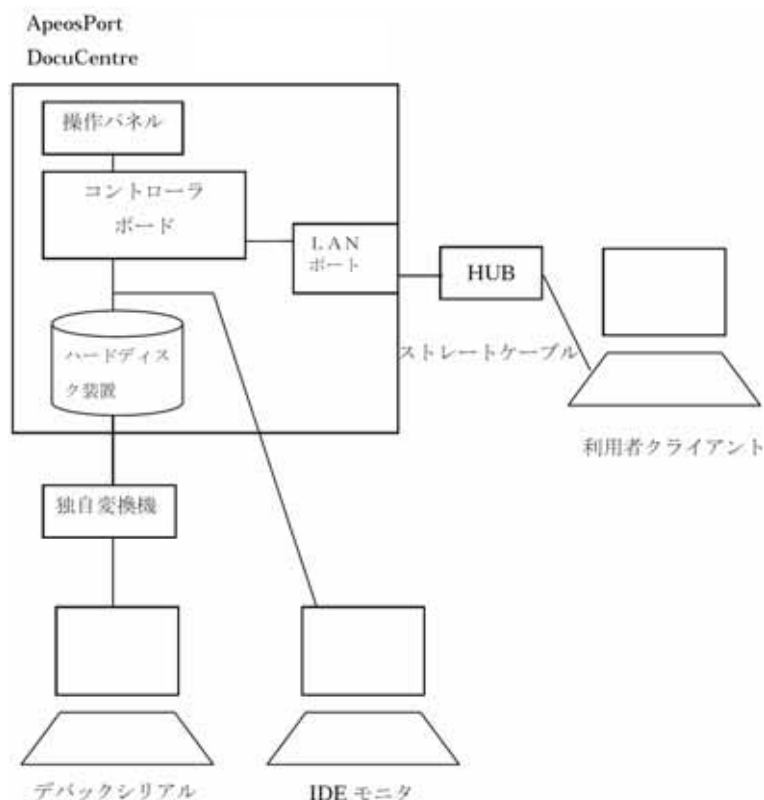 ApeosPort
DocuCentre
操作パネル
コントローラ
ボード
LAN
ポート
HUB
ハードディス
ク装置
ストレートケーブル
利用者クライアント
独自変換機
デバックシリアル
IDE モニタ